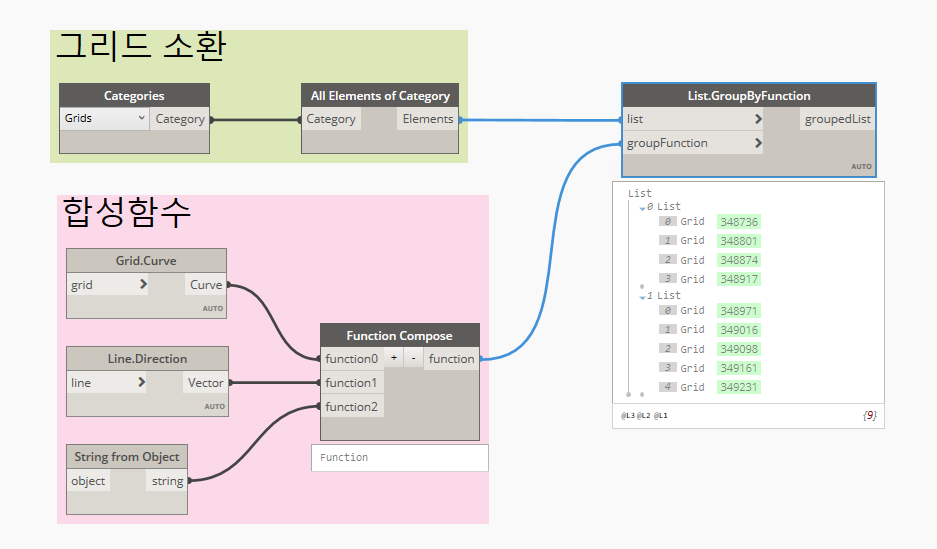 그리드 소환
Categories
Grids
Category
All Elements of Category
Category
Elements
List.GroupByFunction
list >
groupedList
groupFunction >
AUTO
List
0 List
0 Grid 348736
1 Grid 348801
2 Grid 348874
3 Grid 348917
1 List
0 Grid 348971
1 Grid 349016
2 Grid 349098
3 Grid 349161
4 Grid 349231
@L3 @L2 @L1
{9}
합성함수
Grid.Curve
grid >
Curve
AUTO
Line.Direction
line >
Vector
AUTO
String from Object
object
string
Function Compose
function0 + - function
function1
function2
Function